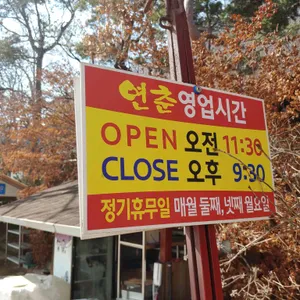 연춘 영업시간
OPEN 오전 11:30
CLOSE 오후 9:30
정기휴무일 매월 둘째, 넷째 월요일